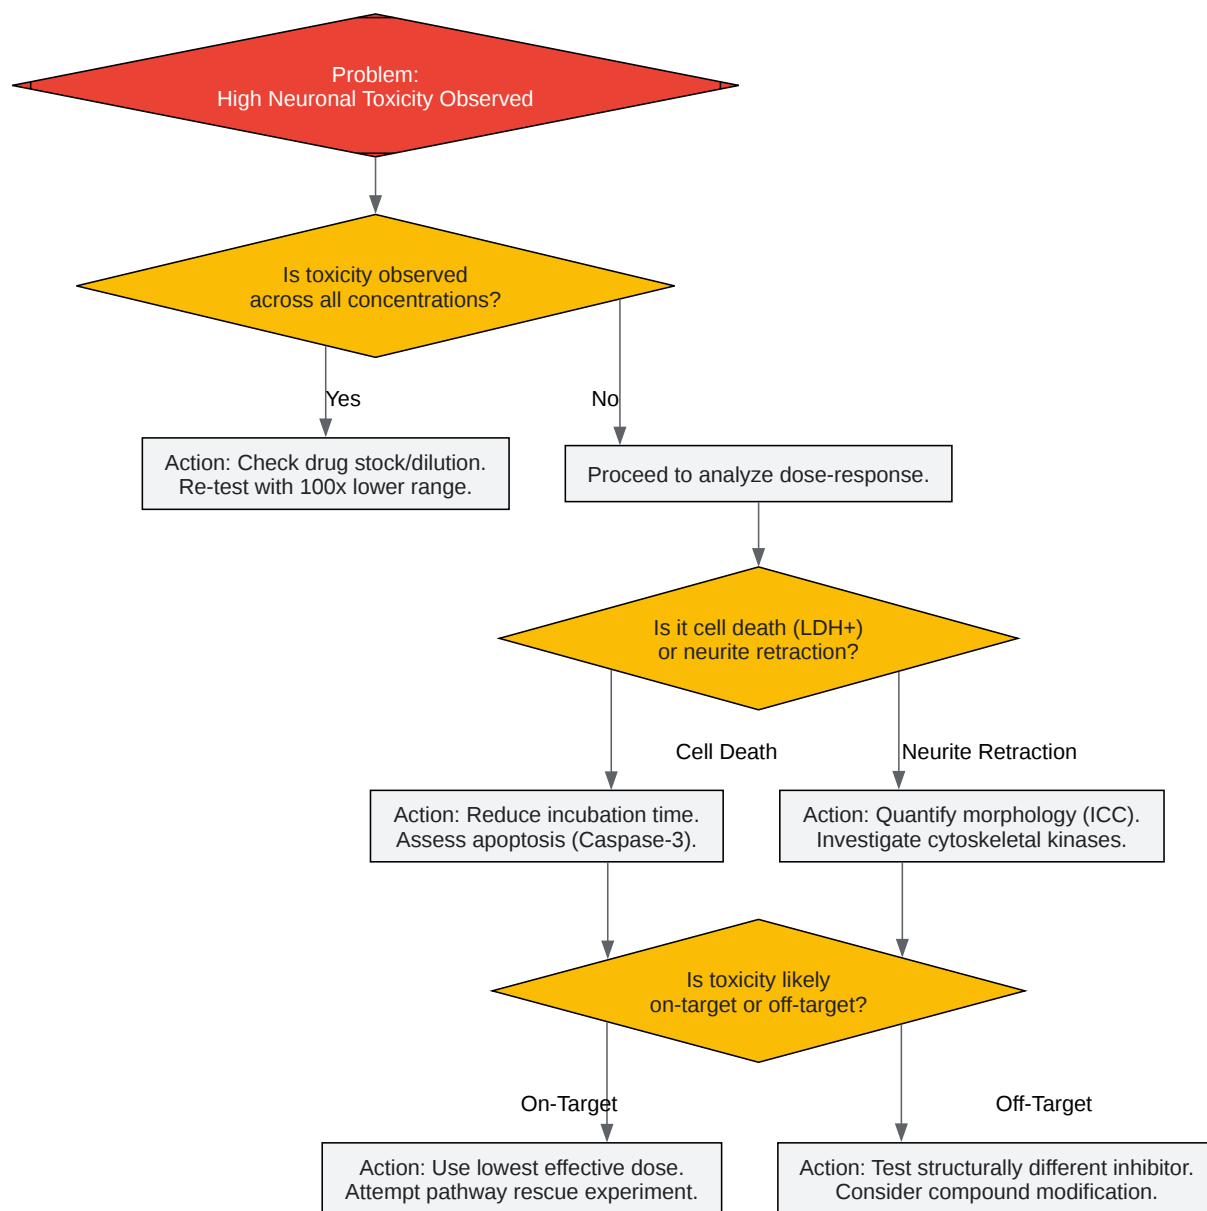 Problem:
High Neuronal Toxicity Observed
Is toxicity observed
across all concentrations?
Yes
No
Action: Check drug stock/dilution.
Re-test with 100x lower range.
Proceed to analyze dose-response.
Is it cell death (LDH+)
or neurite retraction?
Cell Death
Neurite Retraction
Action: Reduce incubation time.
Assess apoptosis (Caspase-3).
Action: Quantify morphology (ICC).
Investigate cytoskeletal kinases.
Is toxicity likely
on-target or off-target?
On-Target
Off-Target
Action: Use lowest effective dose.
Attempt pathway rescue experiment.
Action: Test structurally different inhibitor.
Consider compound modification.